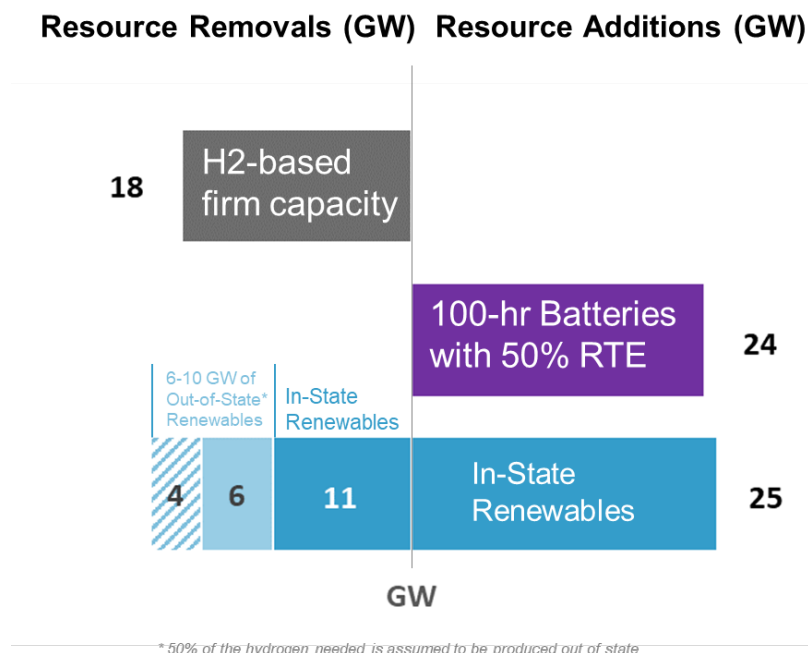 Resource Removals (GW) Resource Additions (GW)
H2-based
firm capacity
18
100-hr Batteries
with 50% RTE
24
6-10 GW of
Out-of-State*
Renewables
In-State
Renewables
4
6
11
In-State
Renewables
25
GW
* 50% of the hydrogen needed is assumed to be produced out of state